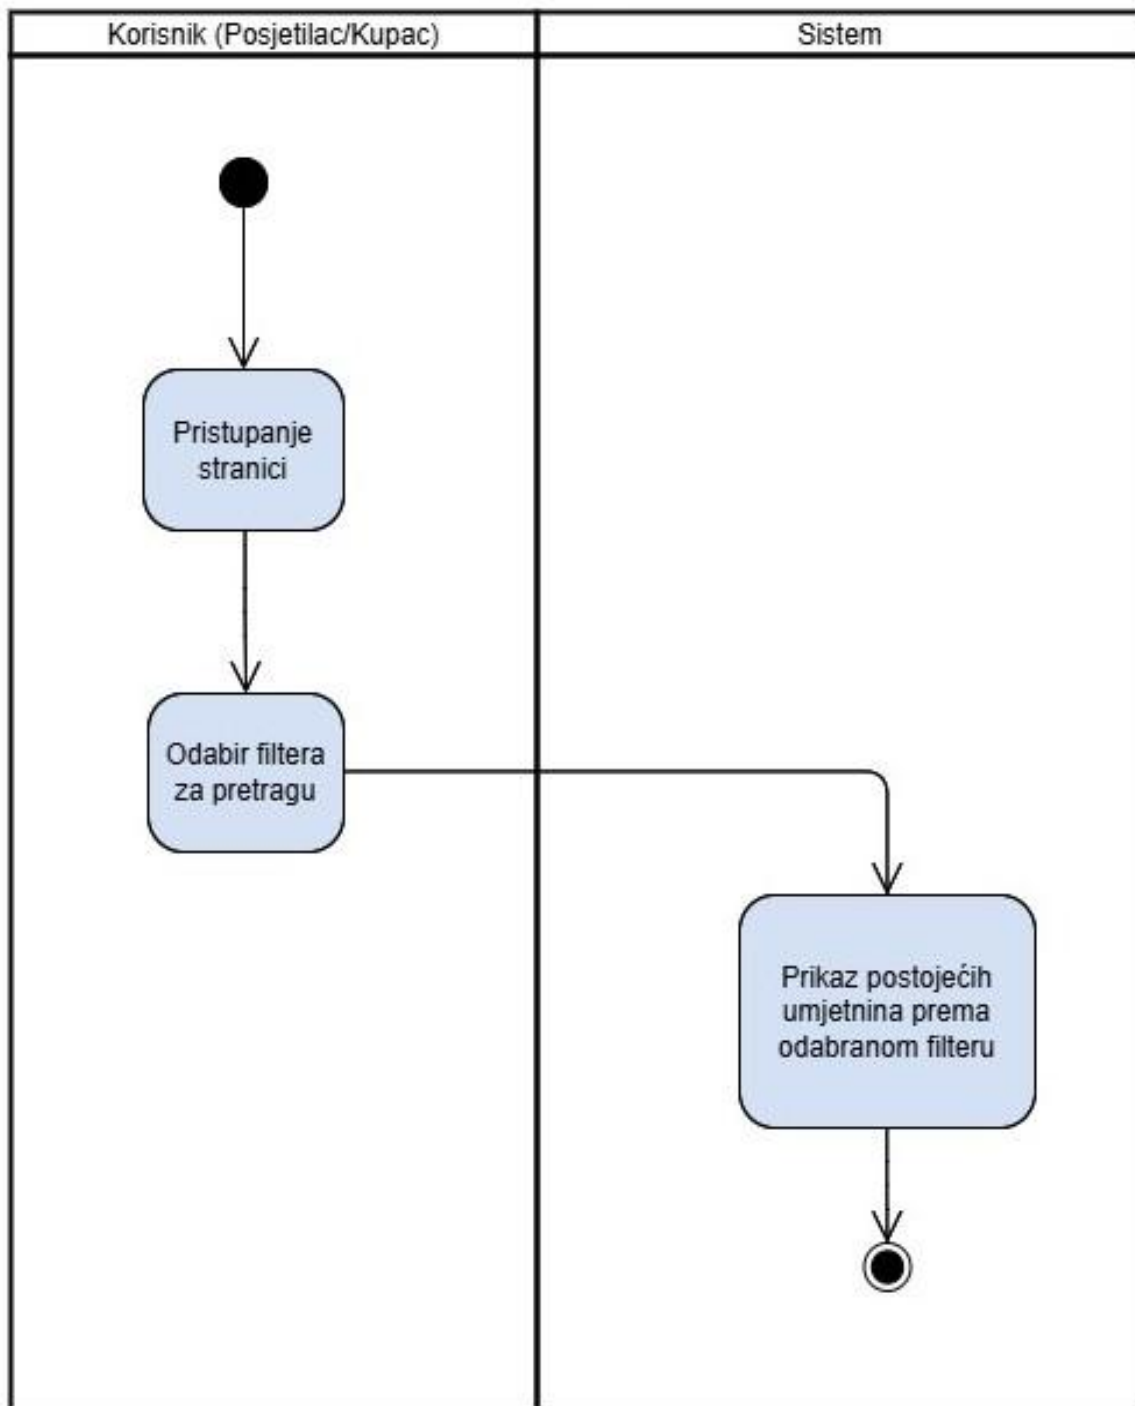 Korisnik (Posjetilac/Kupac)
Sistem
Pristupanje
stranici
Odabir filtera
za pretragu
Prikaz postojećih
umjetnina prema
odabranom filteru